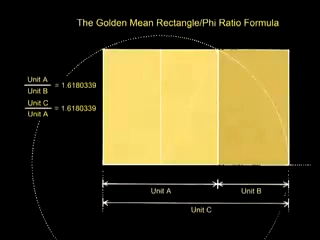 The Golden Mean Rectangle/Phi Ratio Formula
Unit A
Unit B
= 1.6180339
Unit C
Unit A
= 1.6180339
Unit A
Unit B
Unit C